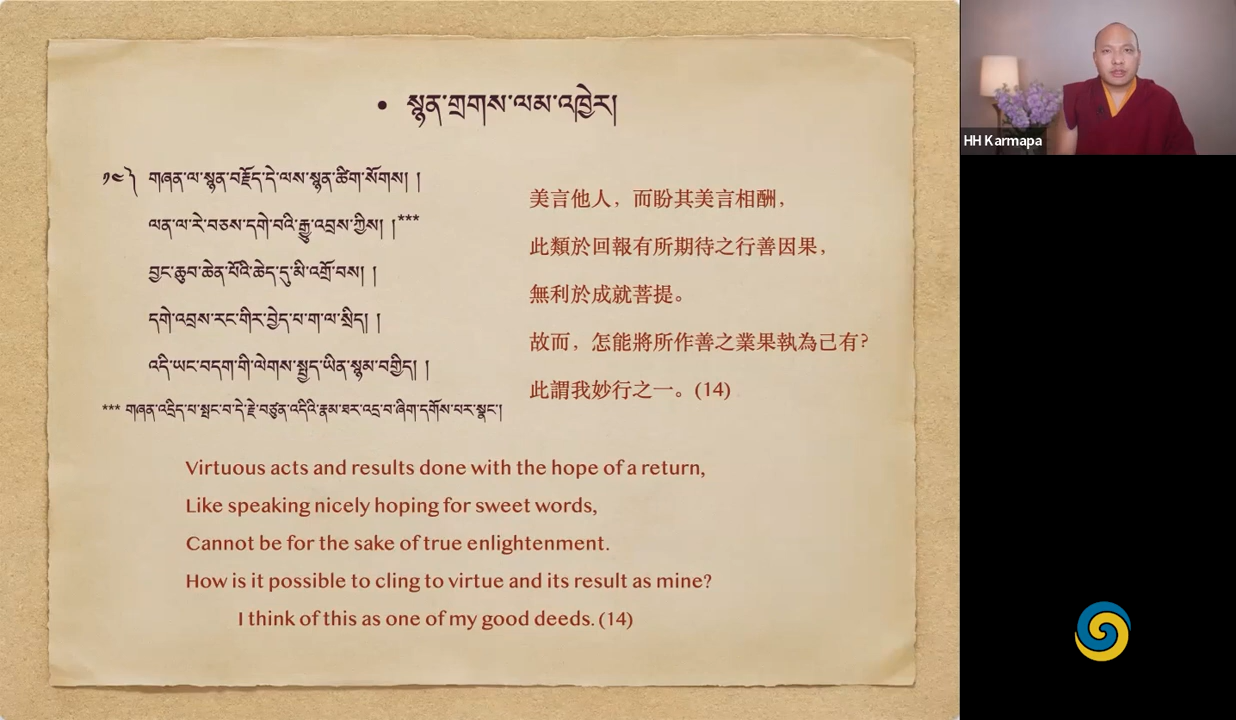 • སྙན་གྲགས་ལམ་འཁྱེར།
༡༤༽ གཞན་ལ་སྙན་བརྗོད་དེ་ལས་སྙན་ཚིག་སོགས། །
ལན་ལ་རེ་བཅས་དགེ་བའི་རྒྱུ་འབྲས་ཀྱིས། །***
བྱང་ཆུབ་ཆེན་པོའི་ཆེད་དུ་མི་འགྲོ་བས། །
དགེ་འབྲས་རང་གིར་བྱེད་པ་ག་ལ་སྲིད། །
འདི་ཡང་བདག་གི་ལེགས་སྤྱད་ཡིན་སྙམ་བགྱིད། །
*** གཞན་འདྲིད་པ་སྤང་བ་དེ་རྗེ་བཙུན་འདིའི་རྣམ་ཐར་འདྲ་བ་ཞིག་དགོས་པར་སྣང་།
美言他人，而盼其美言相酬，
此類於回報有所期待之行善因果，
無利於成就菩提。
故而，怎能將所作善之業果執為己有?
此謂我妙行之一。(14)
Virtuous acts and results done with the hope of a return,
Like speaking nicely hoping for sweet words,
Cannot be for the sake of true enlightenment.
How is it possible to cling to virtue and its result as mine?
I think of this as one of my good deeds. (14)
HH Karmapa